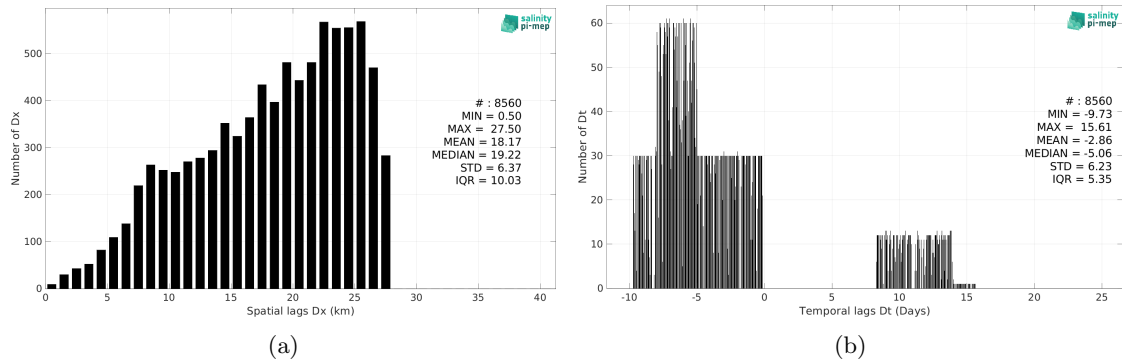 salinity
pi-mep
500
400
300
200
100
0
Number of Dx
# : 8560
MIN = 0.50
MAX = 27.50
MEAN = 18.17
MEDIAN = 19.22
STD = 6.37
IQR = 10.03
0 5 10 15 20 25 30 35 40
Spatial lags Dx (km)
(a)
salinity
pi-mep
60
50
40
30
20
10
0
Number of Dt
# : 8560
MIN = -9.73
MAX = 15.61
MEAN = -2.86
MEDIAN = -5.06
STD = 6.23
IQR = 5.35
-10 -5 0 5 10 15 20 25
Temporal lags Dt (Days)
(b)